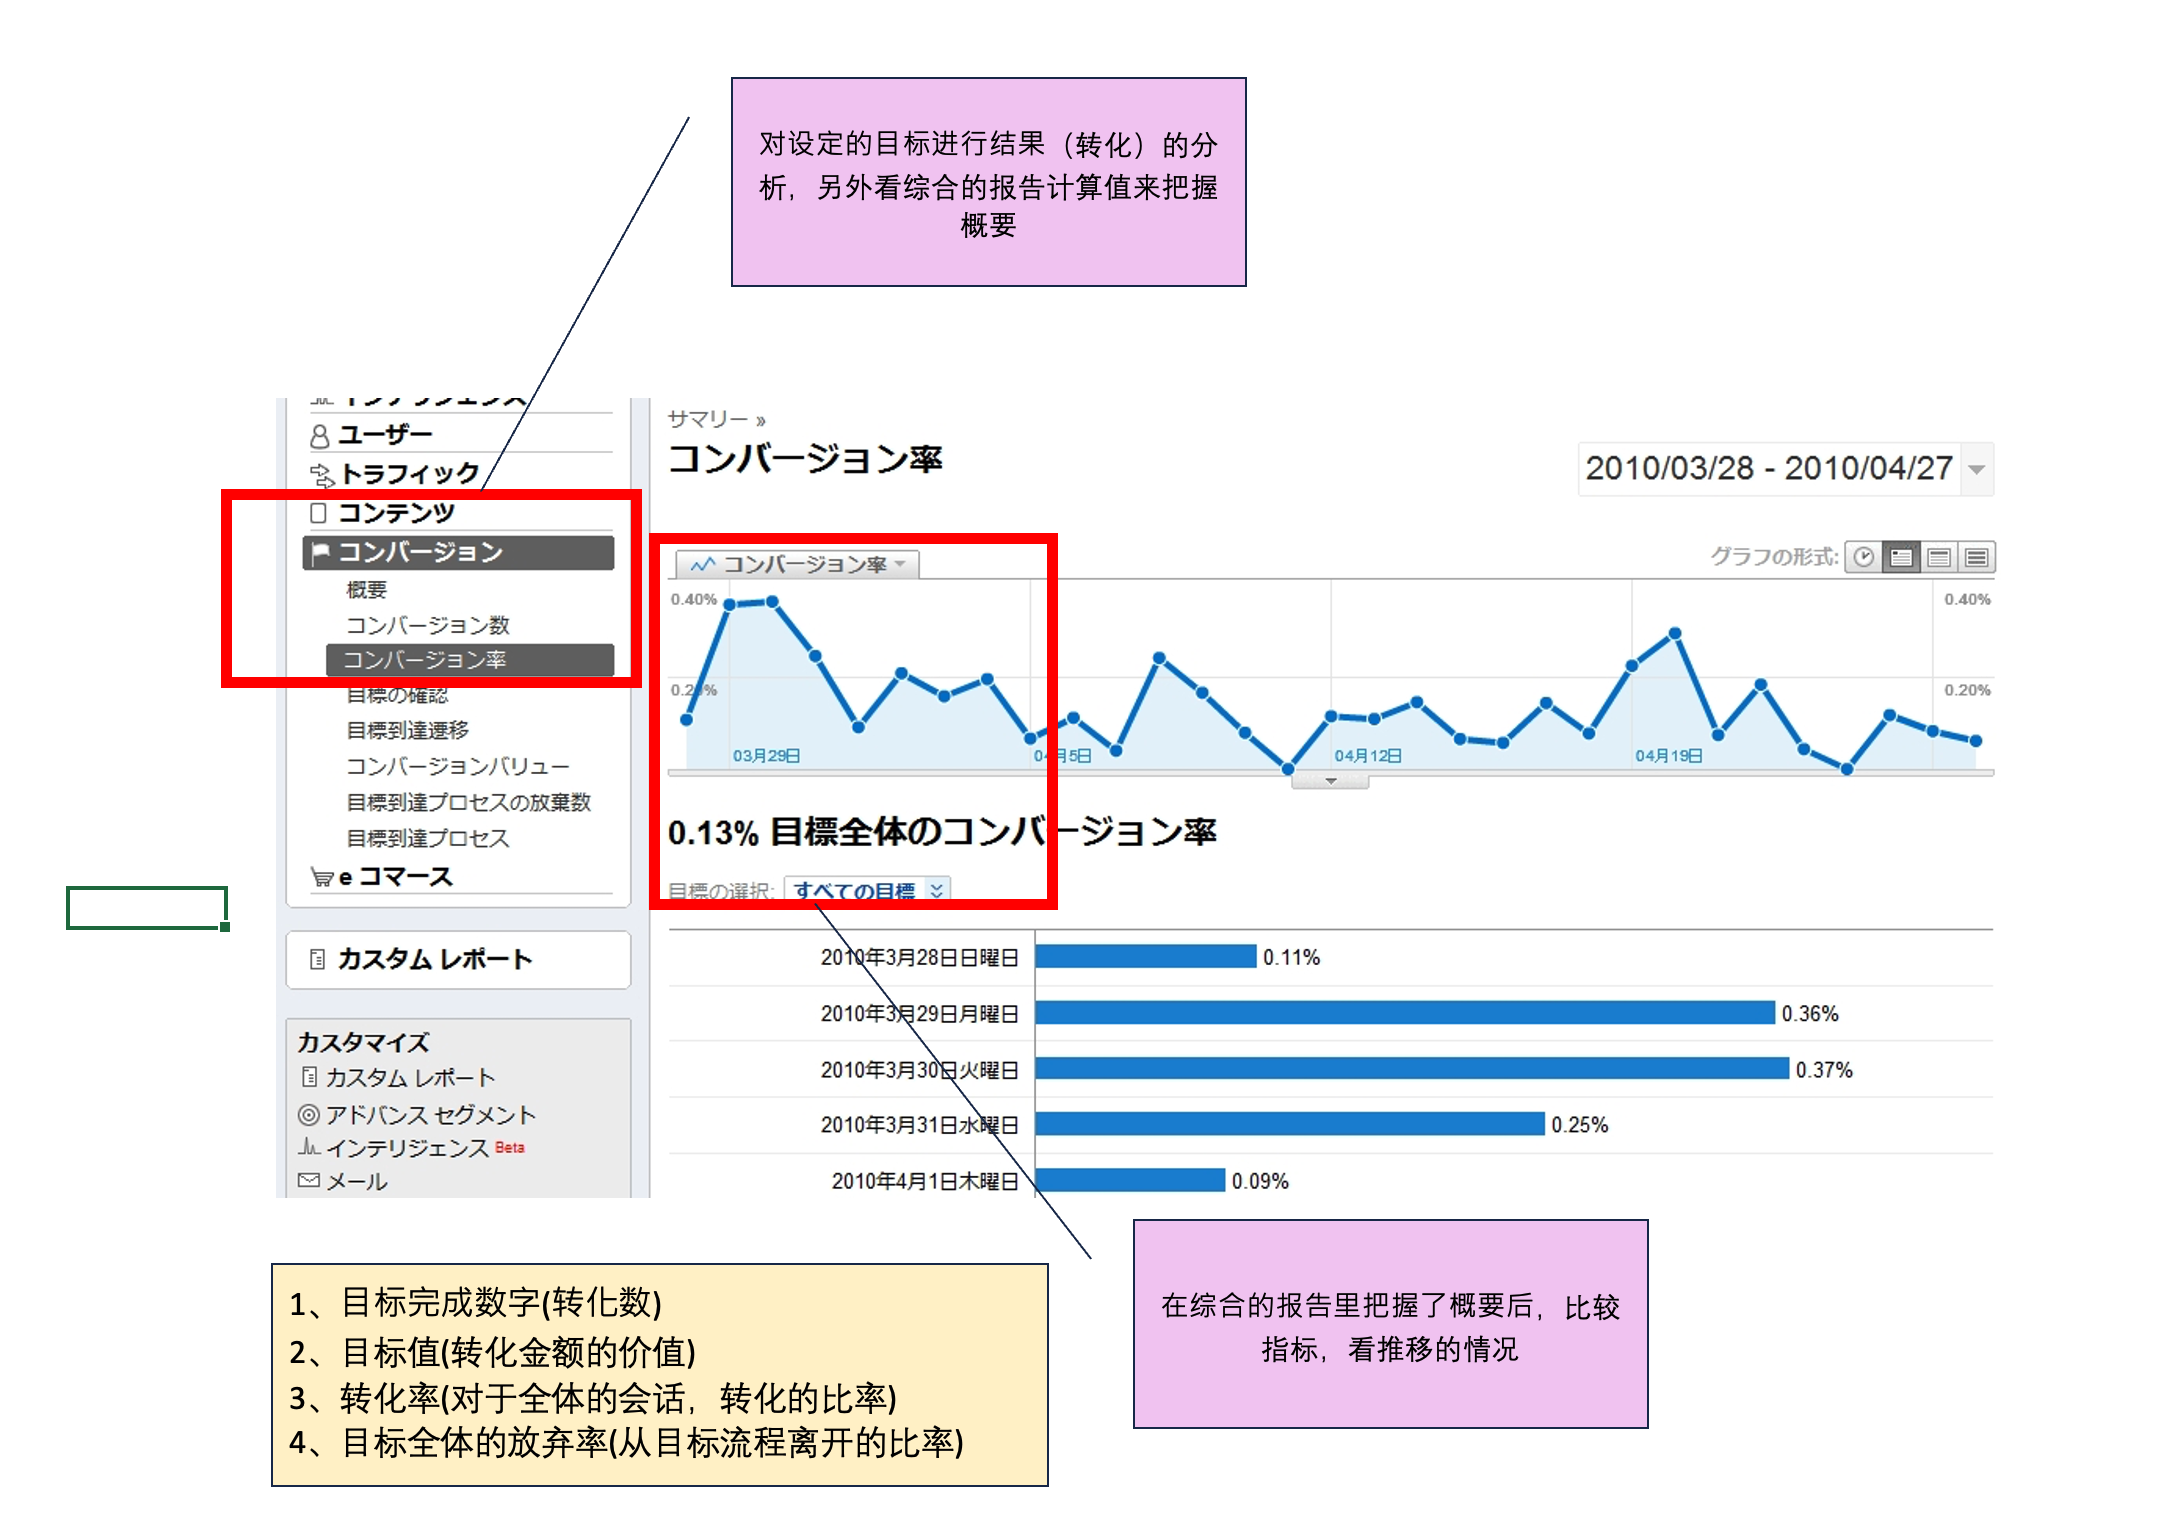 对设定的目标进行结果（转化）的分
析，另外看综合的报告计算值来把握
概要
インテリジェンス
ユーザー
トラフィック
コンテンツ
コンバージョン
概要
コンバージョン数
コンバージョン率
目標の確認
目標到達遷移
コンバージョンバリュー
目標到達プロセスの放棄数
目標到達プロセス
e コマース
カスタム レポート
カスタマイズ
カスタム レポート
アドバンス セグメント
インテリジェンス Beta
メール
サマリー »
コンバージョン率
2010/03/28 - 2010/04/27
コンバージョン率
グラフの形式:
0.40%
0.40%
0.20%
0.20%
03月29日
04月5日
04月12日
04月19日
0.13% 目標全体のコンバージョン率
目標の選択: すべての目標
2010年3月28日日曜日 0.11%
2010年3月29日月曜日 0.36%
2010年3月30日火曜日 0.37%
2010年3月31日水曜日 0.25%
2010年4月1日木曜日 0.09%
1、目标完成数字(转化数)
2、目标值(转化金额的价值)
3、转化率(对于全体的会话，转化的比率)
4、目标全体的放弃率(从目标流程离开的比率)
在综合的报告里把握了概要后，比较
指标，看推移的情况